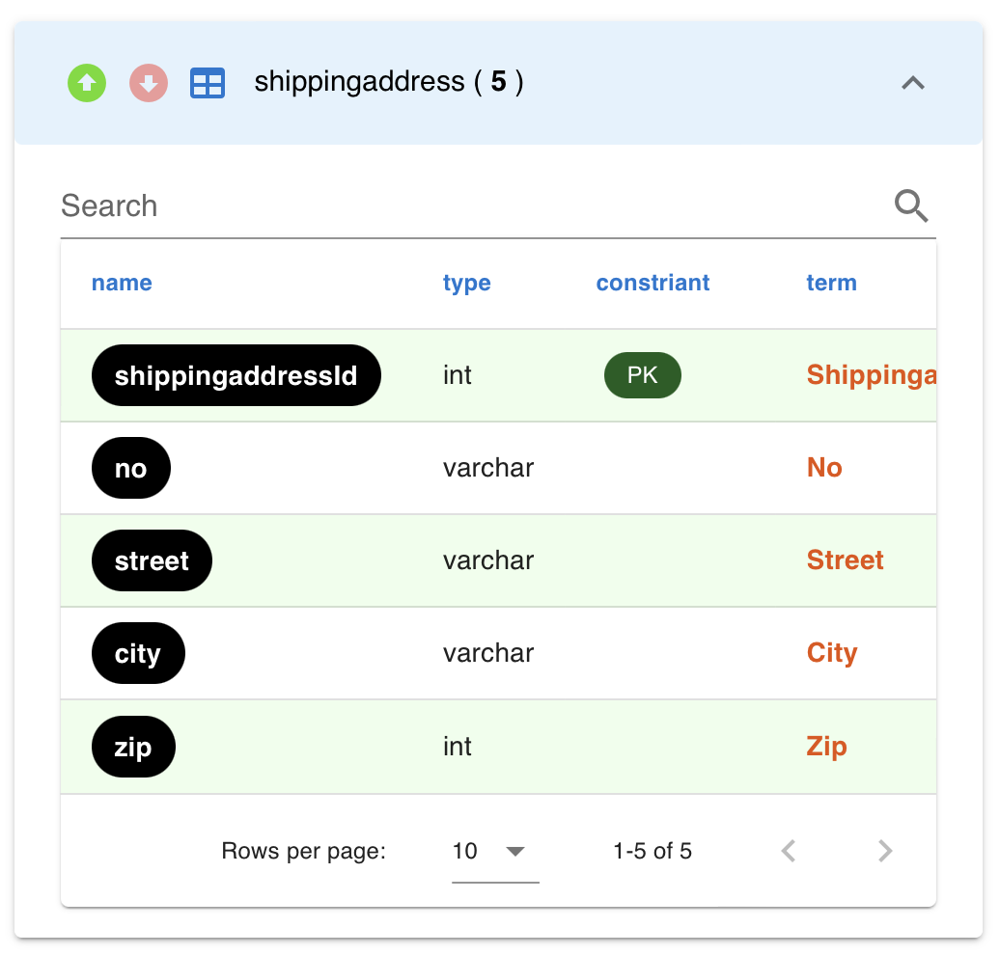 shippingaddress ( 5 )
Search
name type constriant term
shippingaddressId int PK Shippinga
no varchar No
street varchar Street
city varchar City
zip int Zip
Rows per page: 10 1-5 of 5